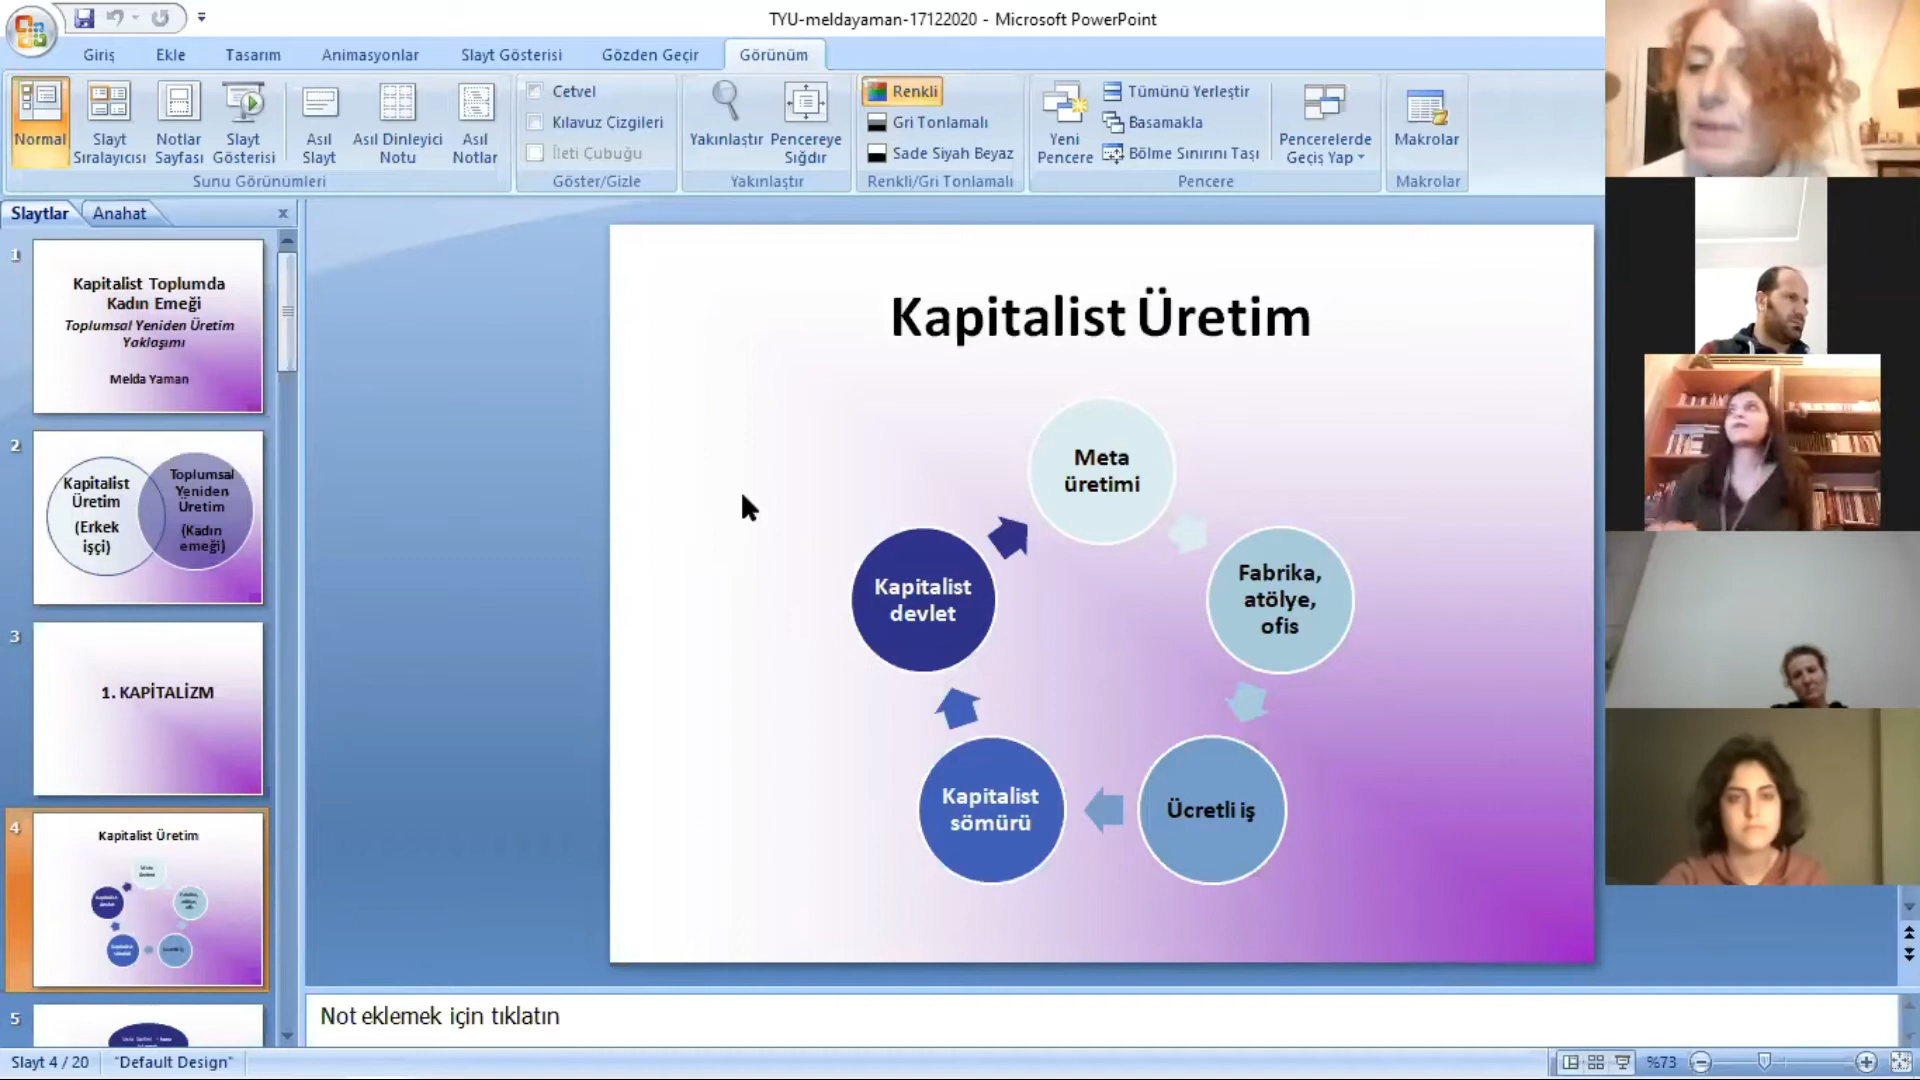 TYU-meldayaman-17122020 - Microsoft PowerPoint
Giriş Ekle Tasarım Animasyonlar Slayt Gösterisi Gözden Geçir Görünüm
Normal
Slayt
Sıralayıcısı
Notlar
Sayfası
Slayt
Gösterisi
Asıl
Slayt
Asıl Dinleyici
Notu
Asıl
Notlar
Sunu Görünümleri
Cetvel
Kılavuz Çizgileri
İleti Çubuğu
Göster/Gizle
Yakınlaştır
Pencereye
Sığdır
Yakınlaştır
Renkli
Gri Tonlamalı
Sade Siyah Beyaz
Renkli/Gri Tonlamalı
Yeni
Pencere
Tümünü Yerleştir
Basamakla
Bölme Sınırını Taşı
Pencerelerde
Geçiş Yap
Pencere
Makrolar
Makrolar
Slaytlar Anahat x
1
Kapitalist Toplumda
Kadın Emeği
Toplumsal Yeniden Üretim
Yaklaşımı
Melda Yaman
2
Kapitalist
Üretim
(Erkek
işçi)
Toplumsal
Yeniden
Üretim
(Kadın
emeği)
3
1. KAPİTALİZM
4
Kapitalist Üretim
5
Kapitalist Üretim
Meta
üretimi
Fabrika,
atölye,
ofis
Ücretli iş
Kapitalist
sömürü
Kapitalist
devlet
Not eklemek için tıklatın
Slayt 4 / 20 "Default Design" %73